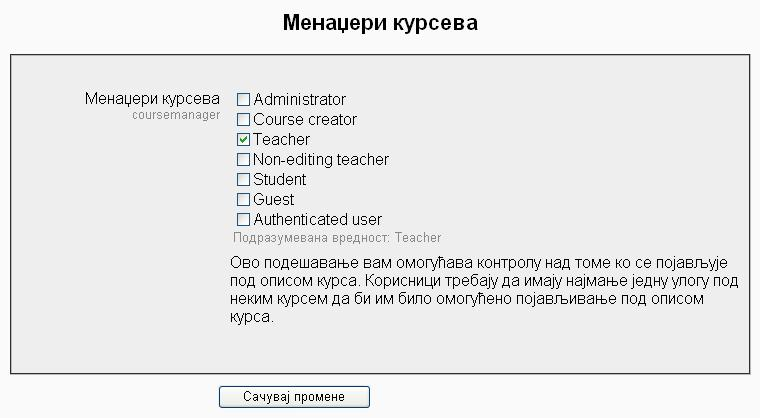 Менаџери курсева
Менаџери курсева
coursemanager
Administrator
Course creator
Teacher
Non-editing teacher
Student
Guest
Authenticated user
Подразумевана вредност: Teacher
Ово подешавање вам омогућава контролу над томе ко се појављује
под описом курса. Корисници требају да имају најмање једну улогу под
неким курсем да би им било омогућено појављивање под описом
курса.
Сачувај промене